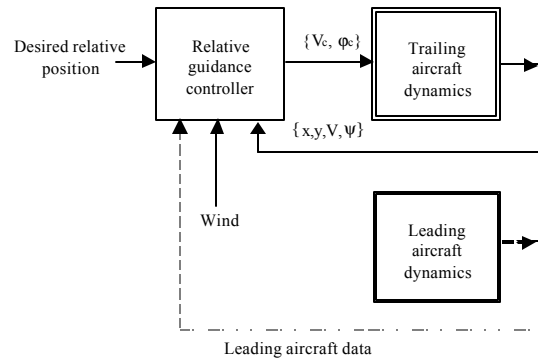 Desired relative
position
Relative
guidance
controller
{Vc, φc}
Trailing
aircraft
dynamics
{x,y,V,ψ}
Wind
Leading
aircraft
dynamics
Leading aircraft data